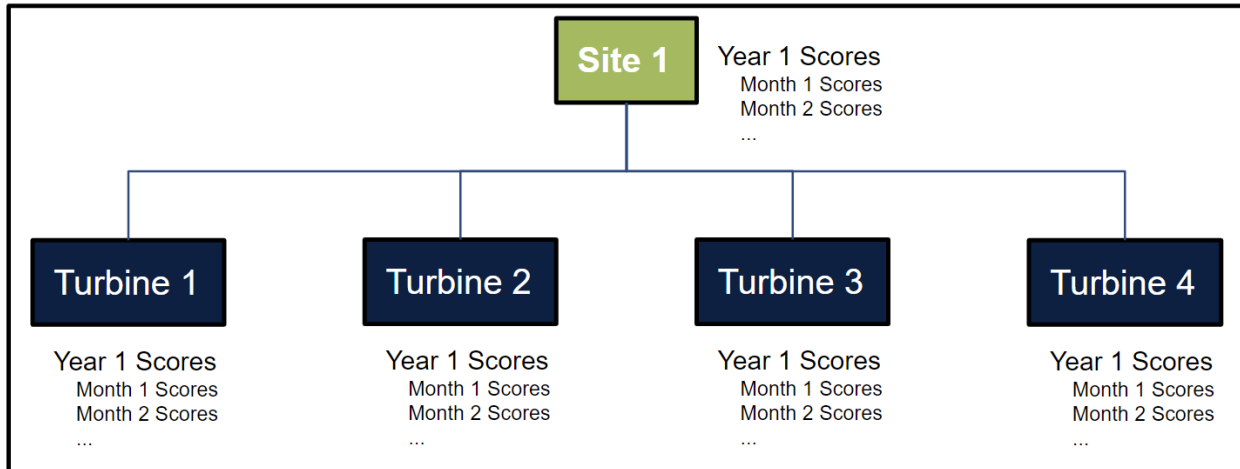 Site 1
Year 1 Scores
Month 1 Scores
Month 2 Scores
...
Turbine 1
Year 1 Scores
Month 1 Scores
Month 2 Scores
...
Turbine 2
Year 1 Scores
Month 1 Scores
Month 2 Scores
...
Turbine 3
Year 1 Scores
Month 1 Scores
Month 2 Scores
...
Turbine 4
Year 1 Scores
Month 1 Scores
Month 2 Scores
...